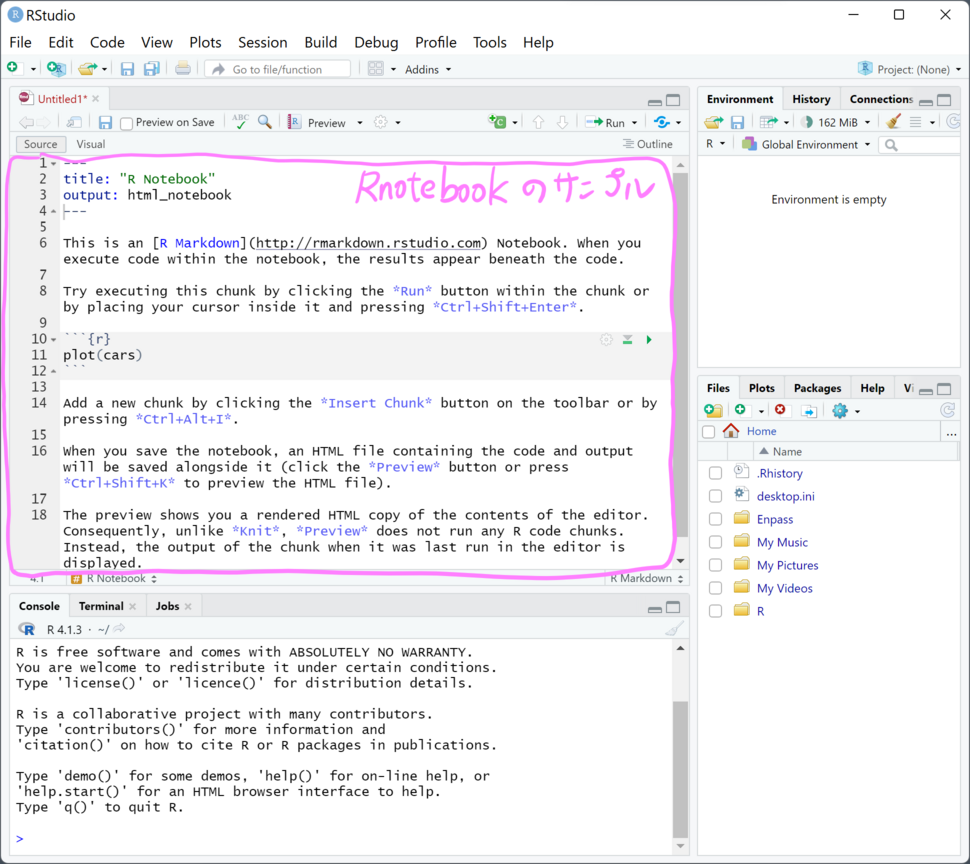 RStudio
File Edit Code View Plots Session Build Debug Profile Tools Help
Go to file/function Addins Project: (None)
Untitled1*
ABC
Preview on Save Preview Run
Source Visual Outline
Rnotebook のサンプル
1 ---
2 title: "R Notebook"
3 output: html_notebook
4 ---
5
6 This is an [R Markdown](http://rmarkdown.rstudio.com) Notebook. When you
execute code within the notebook, the results appear beneath the code.
7
8 Try executing this chunk by clicking the *Run* button within the chunk or
by placing your cursor inside it and pressing *Ctrl+Shift+Enter*.
9
10 ```{r}
11 plot(cars)
12 ```
13
14 Add a new chunk by clicking the *Insert Chunk* button on the toolbar or by
pressing *Ctrl+Alt+I*.
15
16 When you save the notebook, an HTML file containing the code and output
will be saved alongside it (click the *Preview* button or press
*Ctrl+Shift+K* to preview the HTML file).
17
18 The preview shows you a rendered HTML copy of the contents of the editor.
Consequently, unlike *Knit*, *Preview* does not run any R code chunks.
Instead, the output of the chunk when it was last run in the editor is
displayed.
4:1 # R Notebook R Markdown
Console Terminal Jobs
R 4.1.3 · ~/
R is free software and comes with ABSOLUTELY NO WARRANTY.
You are welcome to redistribute it under certain conditions.
Type 'license()' or 'licence()' for distribution details.
R is a collaborative project with many contributors.
Type 'contributors()' for more information and
'citation()' on how to cite R or R packages in publications.
Type 'demo()' for some demos, 'help()' for on-line help, or
'help.start()' for an HTML browser interface to help.
Type 'q()' to quit R.
>
Environment History Connections
162 MiB
R Global Environment
Environment is empty
Files Plots Packages Help Vi
Home ...
Name
.Rhistory
desktop.ini
Enpass
My Music
My Pictures
My Videos
R